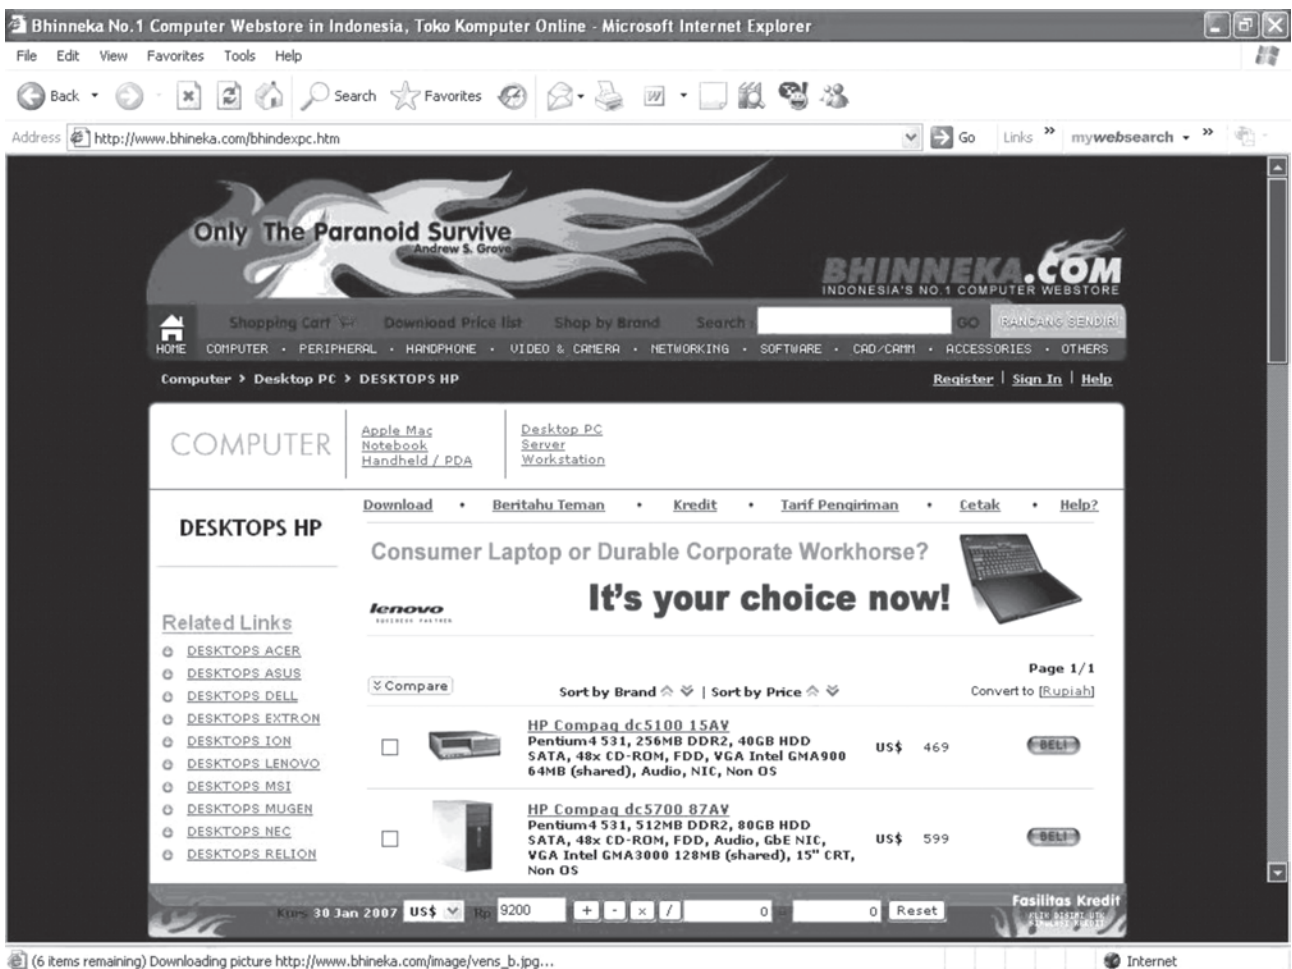 Bhinneka No.1 Computer Webstore in Indonesia, Toko Komputer Online - Microsoft Internet Explorer
File Edit View Favorites Tools Help
Back Search Favorites
Address http://www.bhineka.com/bhindexpc.htm Go Links » mywebsearch »
Only The Paranoid Survive
Andrew S. Grove
BHINNEKA.COM
INDONESIA'S NO.1 COMPUTER WEBSTORE
Shopping Cart Download Price list Shop by Brand Search : GO RANCANG SENDIRI
HOME COMPUTER • PERIPHERAL • HANDPHONE • VIDEO & CAMERA • NETWORKING • SOFTWARE • CAD/CAMM • ACCESSORIES • OTHERS
Computer > Desktop PC > DESKTOPS HP Register | Sign In | Help
COMPUTER
Apple Mac
Notebook
Handheld / PDA
Desktop PC
Server
Workstation
DESKTOPS HP
Download • Beritahu Teman • Kredit • Tarif Pengiriman • Cetak • Help?
Consumer Laptop or Durable Corporate Workhorse?
It's your choice now!
lenovo
BUSINESS PARTNER
Related Links
DESKTOPS ACER
DESKTOPS ASUS
DESKTOPS DELL
DESKTOPS EXTRON
DESKTOPS ION
DESKTOPS LENOVO
DESKTOPS MSI
DESKTOPS MUGEN
DESKTOPS NEC
DESKTOPS RELION
Page 1/1
Compare Sort by Brand | Sort by Price Convert to [Rupiah]
HP Compaq dc5100 15AV
Pentium4 531, 256MB DDR2, 40GB HDD
SATA, 48x CD-ROM, FDD, VGA Intel GMA900
64MB (shared), Audio, NIC, Non OS
US$ 469 BELI
HP Compaq dc5700 87AV
Pentium4 531, 512MB DDR2, 80GB HDD
SATA, 48x CD-ROM, FDD, Audio, GbE NIC,
VGA Intel GMA3000 128MB (shared), 15" CRT,
Non OS
US$ 599 BELI
Kurs 30 Jan 2007 US$ Rp 9200 + - x / 0 = 0 Reset
Fasilitas Kredit
(6 items remaining) Downloading picture http://www.bhineka.com/image/vens_b.jpg... Internet